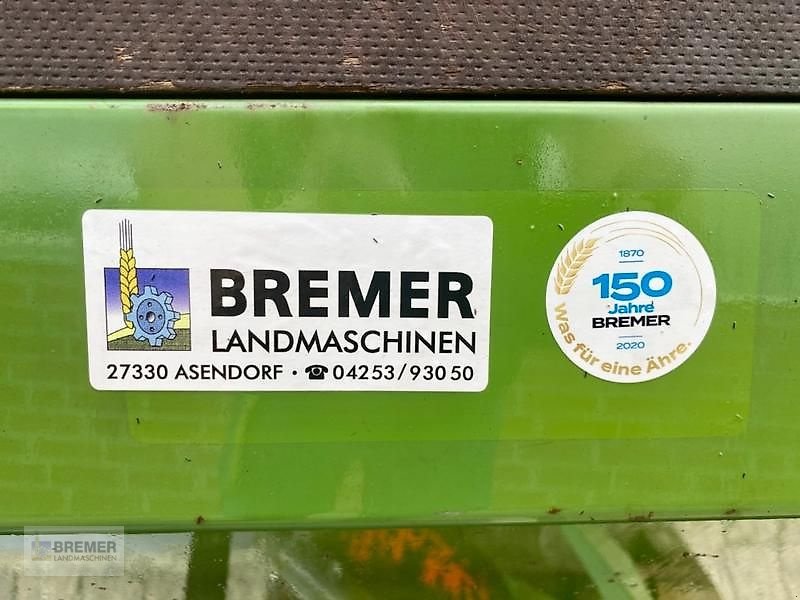 BREMER
LANDMASCHINEN
27330 ASENDORF · ☎ 04253/930 50
1870
150
Jahre
BREMER
2020
Was für eine Ähre.
BREMER
LANDMASCHINEN